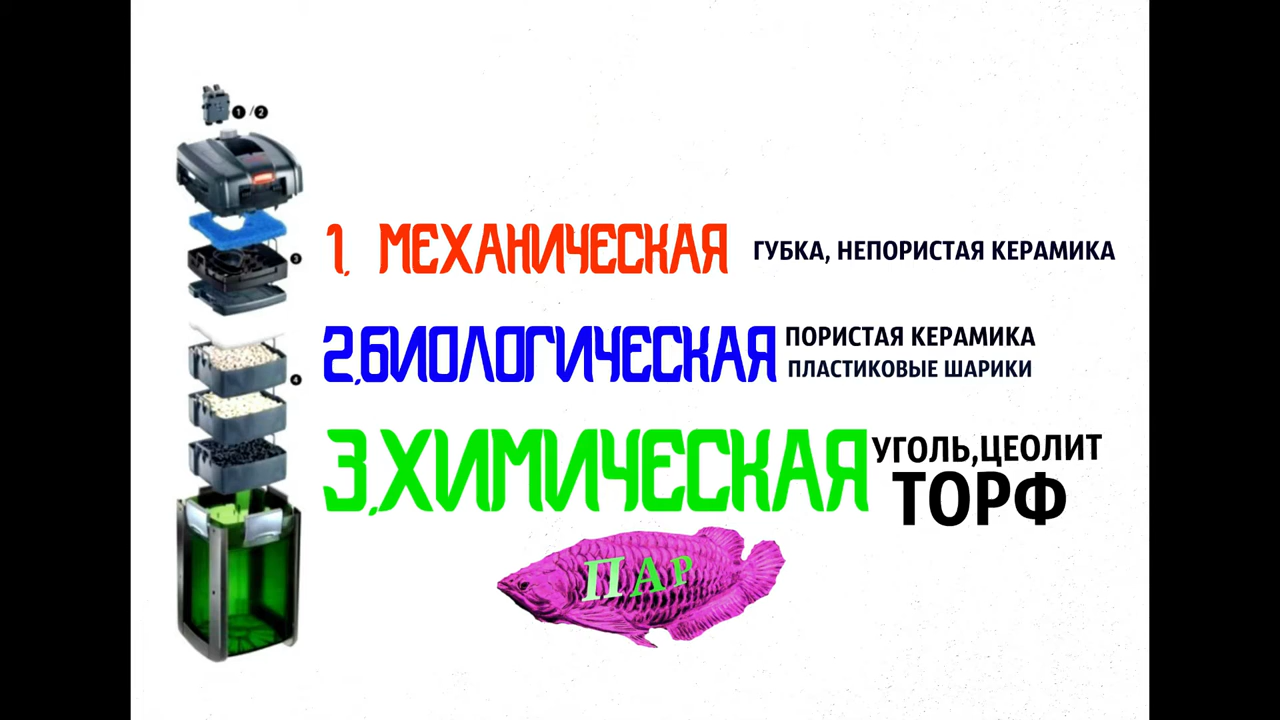 1 / 2
1, МЕХАНИЧЕСКАЯ ГУБКА, НЕПОРИСТАЯ КЕРАМИКА
3
2,БИОЛОГИЧЕСКАЯ ПОРИСТАЯ КЕРАМИКА
ПЛАСТИКОВЫЕ ШАРИКИ
4
3,ХИМИЧЕСКАЯ УГОЛЬ,ЦЕОЛИТ
ТОРФ
ПАР